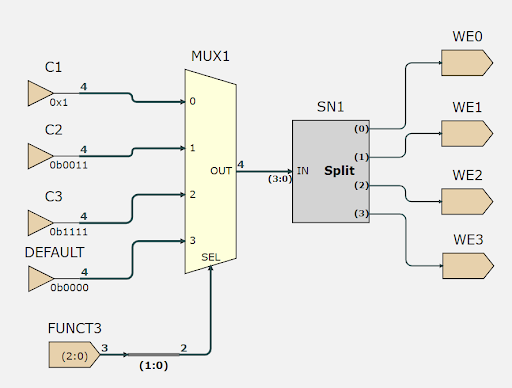 WE0
MUX1
C1
4
0x1
0
C2
4
0b0011
1
C3
4
0b1111
2
DEFAULT
4
0b0000
3
OUT
SEL
4
(3:0)
SN1
IN
Split
(0)
(1)
(2)
(3)
WE1
WE2
WE3
FUNCT3
(2:0)
3
2
(1:0)